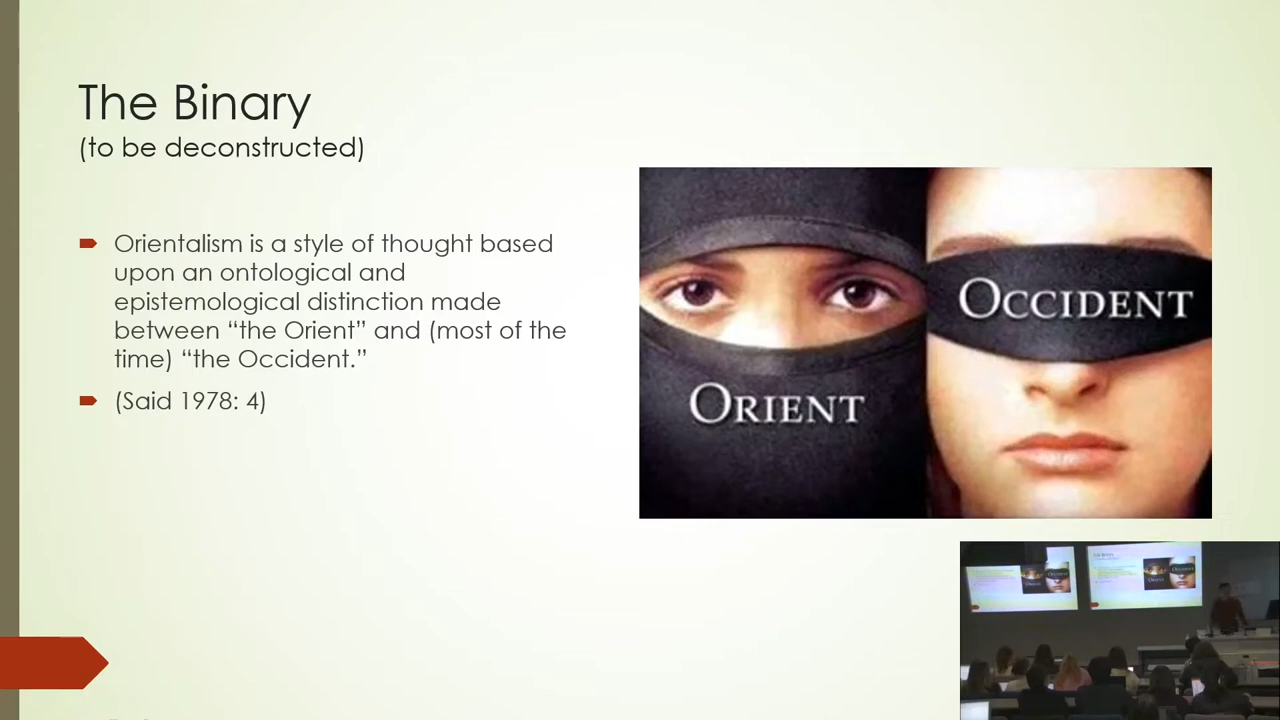 The Binary
(to be deconstructed)
Orientalism is a style of thought based
upon an ontological and
epistemological distinction made
between “the Orient” and (most of the
time) “the Occident.”
(Said 1978: 4)
OCCIDENT
ORIENT